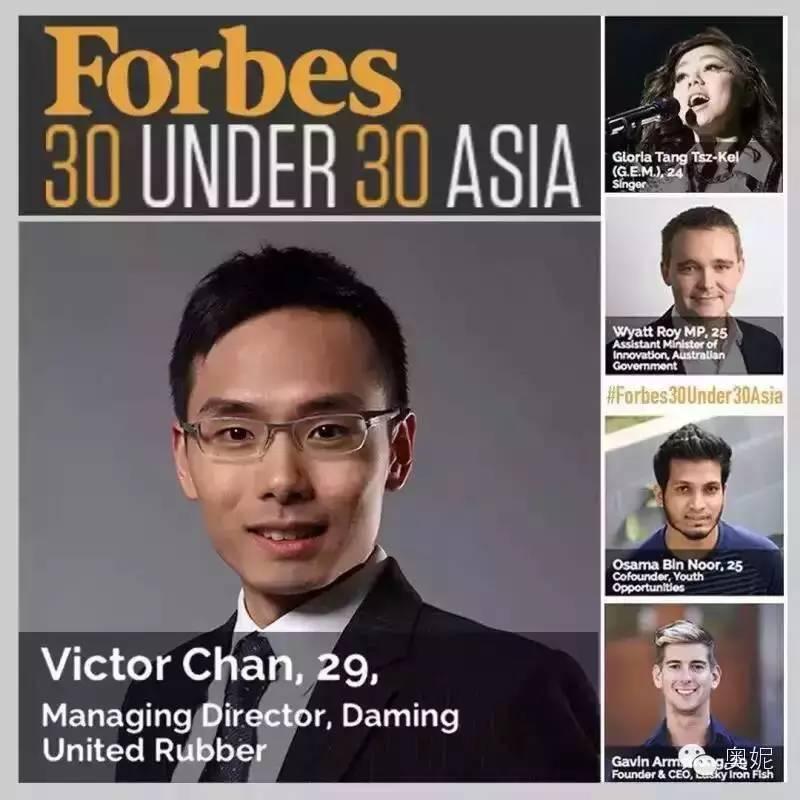 Forbes
30 UNDER 30 ASIA
Victor Chan, 29,
Managing Director, Daming
United Rubber
Gloria Tang Tsz-Kei
(G.E.M.), 24
Singer
Wyatt Roy MP, 25
Assistant Minister of
Innovation, Australian
Government
#Forbes30Under30Asia
Osama Bin Noor, 25
Cofounder, Youth
Opportunities
Gavin
Founder & CEO, Lucky Iron Fish
奥妮